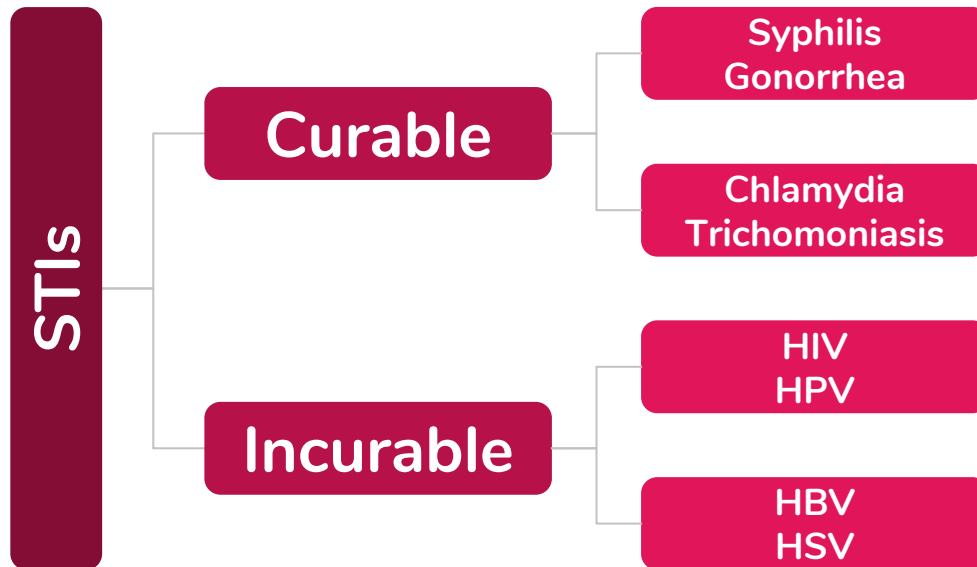 STIs
Curable
Syphilis
Gonorrhea
Chlamydia
Trichomoniasis
Incurable
HIV
HPV
HBV
HSV